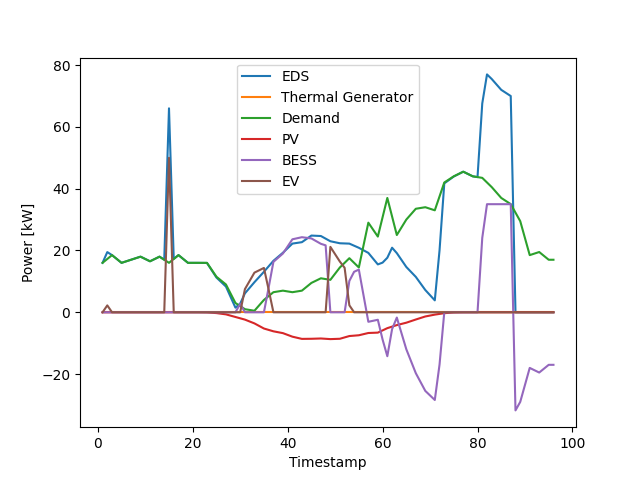 80
60
40
20
0
−20
Power [kW]
EDS
Thermal Generator
Demand
PV
BESS
EV
0 20 40 60 80 100
Timestamp